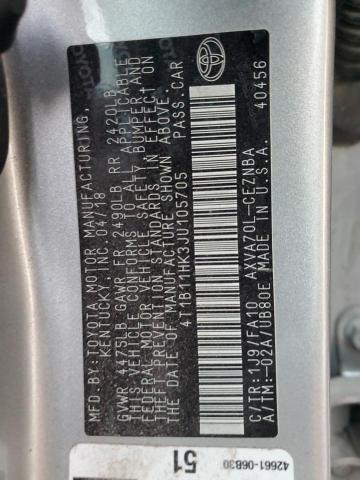 MFD. BY:TOYOTA MOTOR MANUFACTURING,
KENTUCKY, INC. 04/18
GVWR 4475LB GAWR FR 2490LB RR 2420LB
THIS VEHICLE CONFORMS TO ALL APPLICABLE
FEDERAL MOTOR VEHICLE SAFETY, BUMPER, AND
THEFT PREVENTION STANDARDS IN EFFECT ON
THE DATE OF MANUFACTURE SHOWN ABOVE.
4T1B11HK3JU105705 PASS. CAR
C/TR: 1J9/FA10 AXVA70L-CEZNBA
A/TM:-02A/UB80E MADE IN U.S.A. 40456
51
42661-06B30